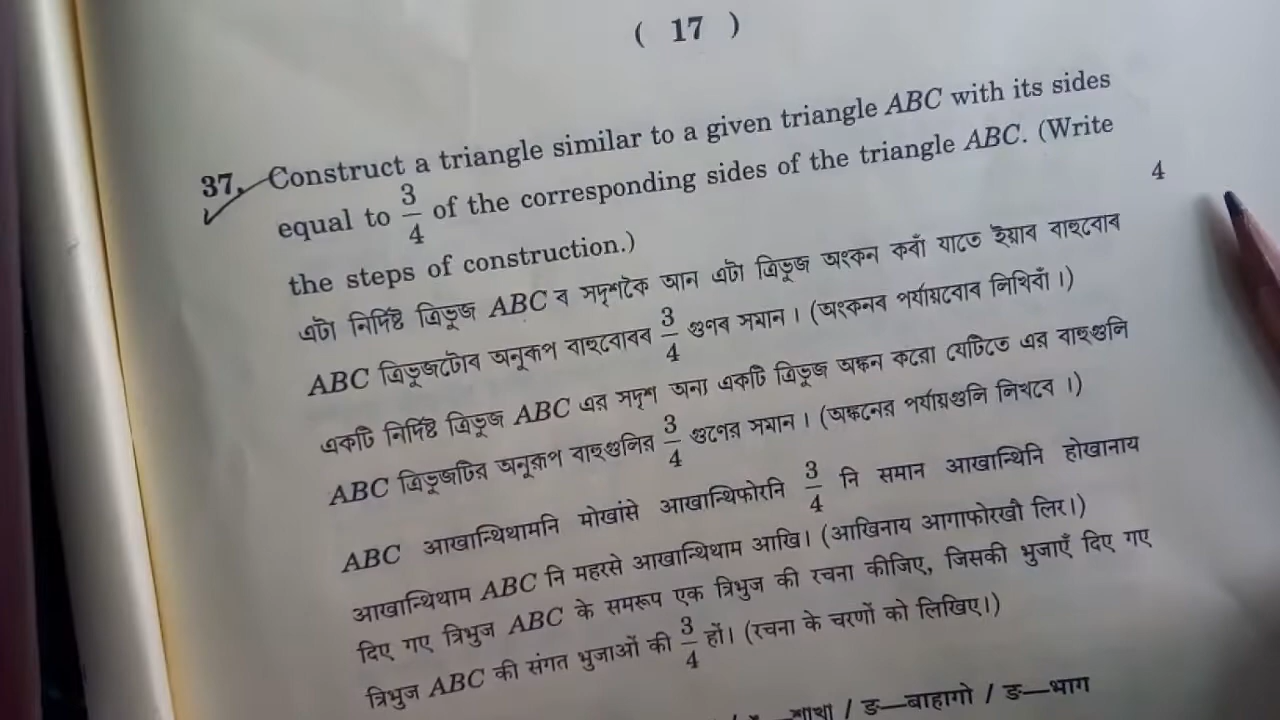 ( 17 )
37. Construct a triangle similar to a given triangle ABC with its sides
equal to 3/4 of the corresponding sides of the triangle ABC. (Write
the steps of construction.) 4
এটা নিৰ্দিষ্ট ত্ৰিভূজ ABC ৰ সদৃশকৈ আন এটা ত্ৰিভূজ অংকন কৰাঁ যাতে ইয়াৰ বাহুবোৰ
ABC ত্ৰিভূজটোৰ অনুৰূপ বাহুবোৰৰ 3/4 গুণৰ সমান। (অংকনৰ পৰ্যায়বোৰ লিখিবাঁ।)
একটি নির্দিষ্ট ত্রিভূজ ABC এর সদৃশ অন্য একটি ত্রিভূজ অঙ্কন করো যেটিতে এর বাহুগুলি
ABC ত্রিভূজটির অনুরূপ বাহুগুলির 3/4 গুণের সমান। (অঙ্কনের পর্যায়গুলি লিখবে।)
ABC आखान्थिथामनि मोखांसे आखान्थिफोरनि 3/4 नि समान आखान्थिनि होखानाय
आखान्थिथाम ABC नि महरसे आखान्थिथाम आखि। (आखिनाय आगाफोरखौ लिर।)
दिए गए त्रिभुज ABC के समरूप एक त्रिभुज की रचना कीजिए, जिसकी भुजाएँ दिए गए
त्रिभुज ABC की संगत भुजाओं की 3/4 हों। (रचना के चरणों को लिखिए।)
/ ङ—बाहागो / ङ—भाग